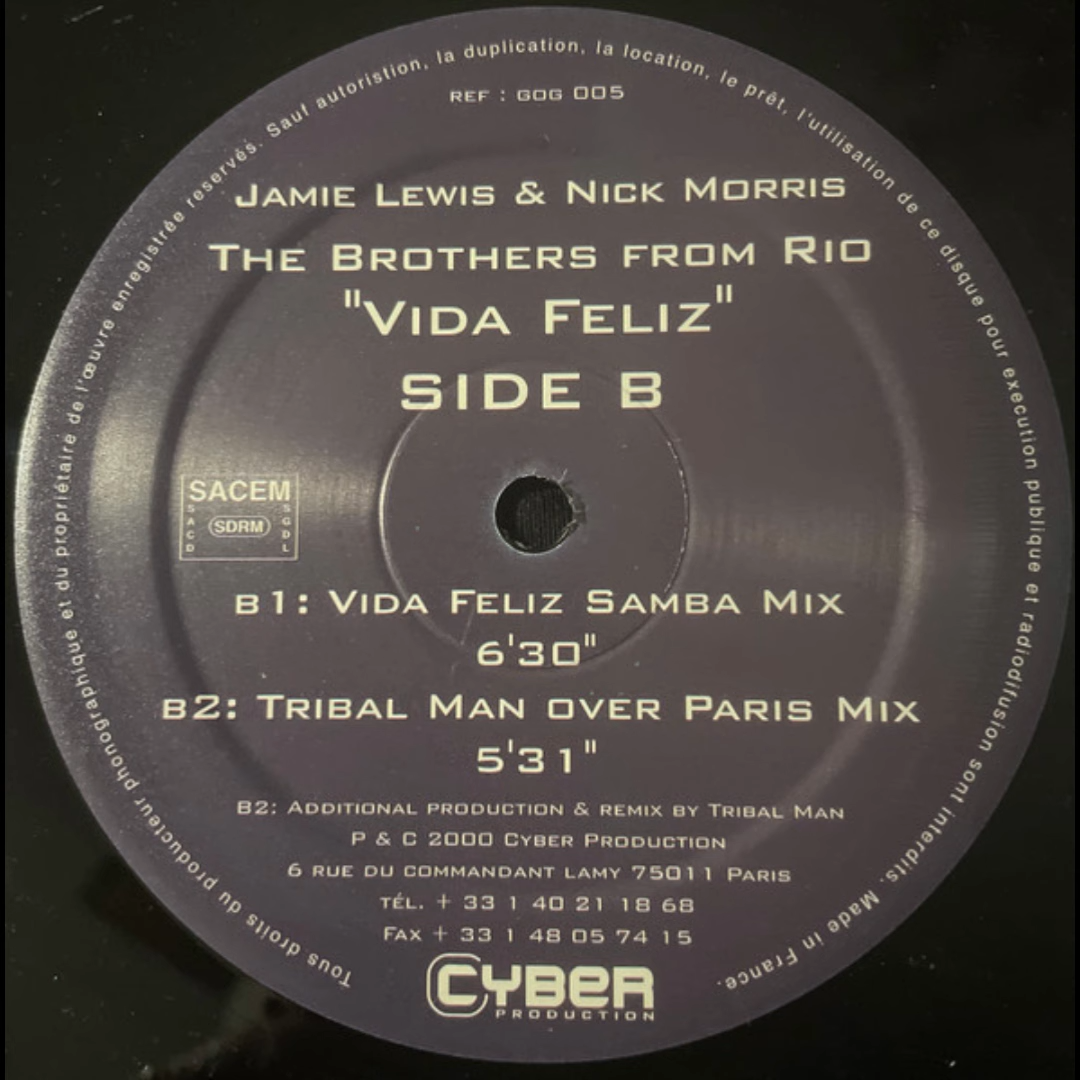 Tous droits du producteur phonographique et du propriétaire de l'œuvre enregistrée reservés. Sauf autoristion, la duplication, la location, le prêt, l'utilisation de ce disque pour execution publique et radiodifusion sont interdits. Made in France.
REF : GOG 005
JAMIE LEWIS & NICK MORRIS
THE BROTHERS FROM RIO
"VIDA FELIZ"
SIDE B
SACEM
SACD
SDRM
SGDL
B1: VIDA FELIZ SAMBA MIX
6'30"
B2: TRIBAL MAN OVER PARIS MIX
5'31"
B2: ADDITIONAL PRODUCTION & REMIX BY TRIBAL MAN
P & C 2000 CYBER PRODUCTION
6 RUE DU COMMANDANT LAMY 75011 PARIS
TÉL. + 33 1 40 21 18 68
FAX + 33 1 48 05 74 15
CYBER
PRODUCTION